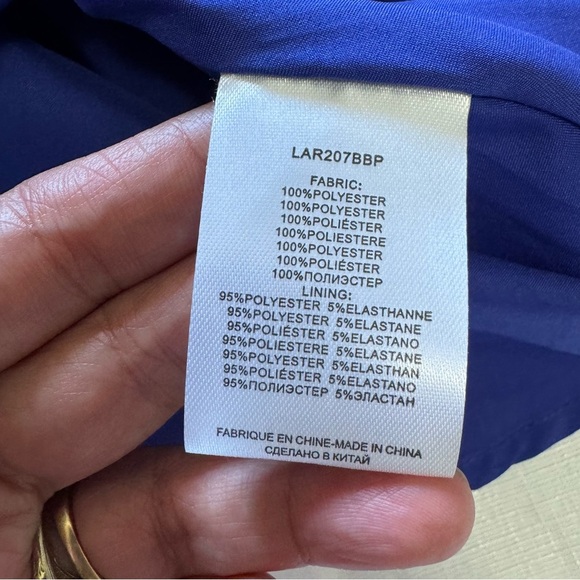 LAR207BBP
FABRIC:
100%POLYESTER
100%POLYESTER
100%POLIÉSTER
100%POLIESTERE
100%POLYESTER
100%POLIÉSTER
100%ПОЛИЭСТЕР
LINING:
95%POLYESTER 5%ELASTHANNE
95%POLYESTER 5%ELASTANE
95%POLIÉSTER 5%ELASTANO
95%POLIESTERE 5%ELASTANE
95%POLYESTER 5%ELASTHAN
95%POLIÉSTER 5%ELASTANO
95%ПОЛИЭСТЕР 5%ЭЛАСТАН
FABRIQUE EN CHINE-MADE IN CHINA
СДЕЛАНО В КИТАЙ